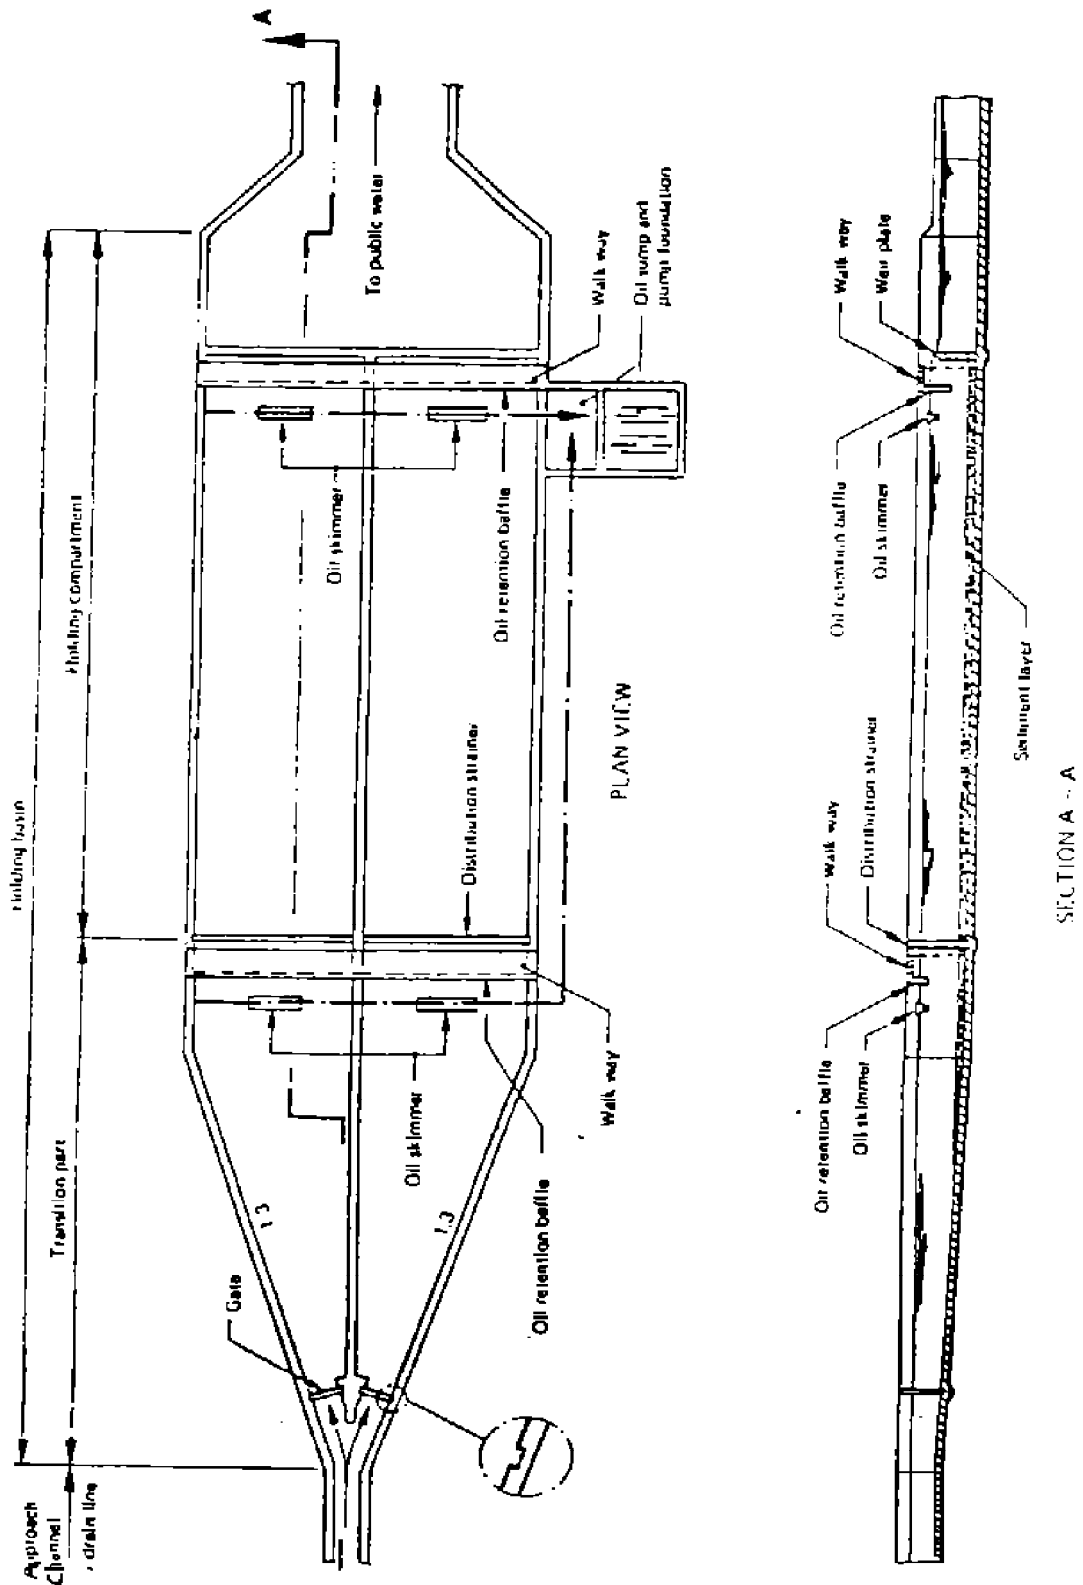 A
Holding basin
Holding compartment
Transition part
Approach
Channel
, drain line
To public water
Walk way
Oil sump and
pump foundation
Oil skimmer
Oil retention baffle
Distribution strainer
PLAN VIEW
Gate
1.3
1.3
Oil skimmer
Oil retention baffle
Walk way
Walk way
Weir plate
Oil retention baffle
Oil skimmer
Sediment layer
Walk way
Distribution strainer
Oil retention baffle
Oil skimmer
SECTION A - A